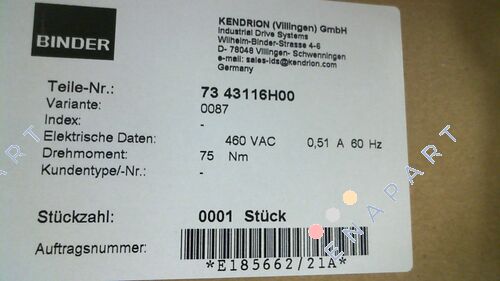 BINDER
KENDRION (Villingen) GmbH
Industrial Drive Systems
Wilhelm-Binder-Strasse 4-6
D- 78048 Villingen- Schwenningen
e-mail: sales-ids@kendrion.com
Germany
Teile-Nr.: 73 43116H00
Variante: 0087
Index: -
Elektrische Daten: 460 VAC 0,51 A 60 Hz
Drehmoment: 75 Nm
Kundentype/-Nr.: -
Stückzahl: 0001 Stück
Auftragsnummer:
*E185662/21A*
ENAPART
ENAPART